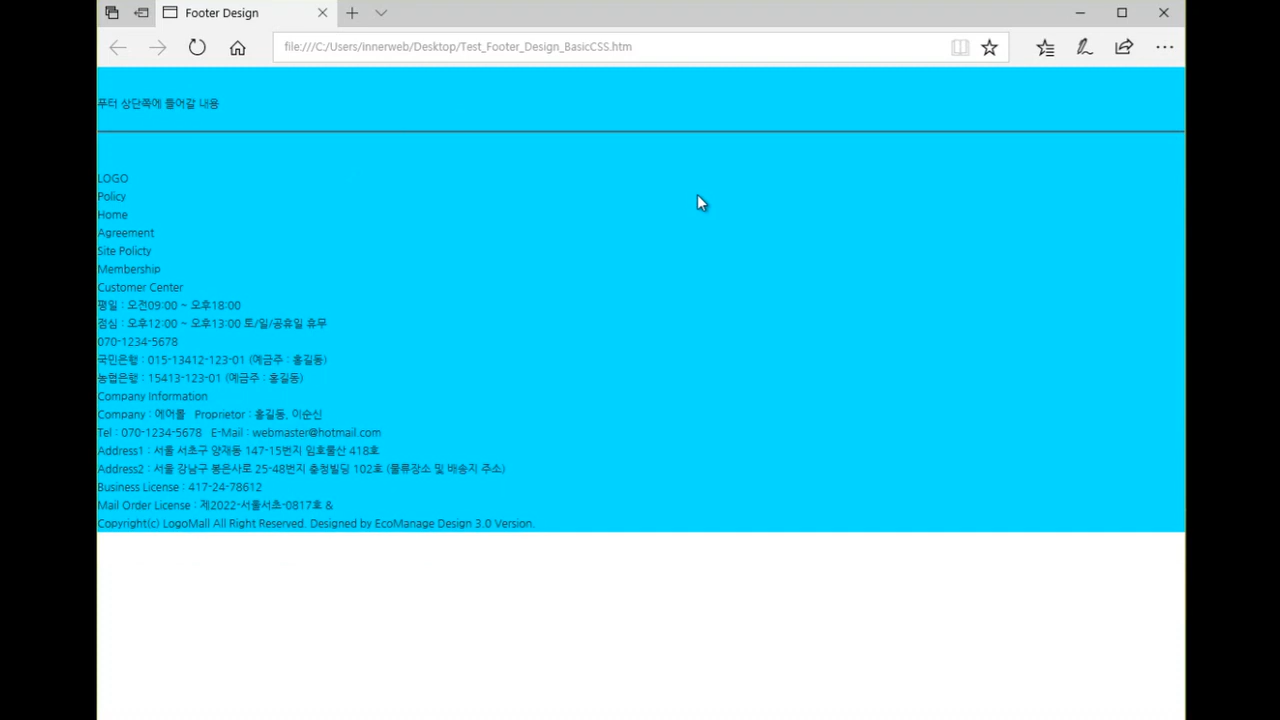 Footer Design
file:///C:/Users/innerweb/Desktop/Test_Footer_Design_BasicCSS.htm
푸터 상단쪽에 들어갈 내용
LOGO
Policy
Home
Agreement
Site Policty
Membership
Customer Center
평일 : 오전09:00 ~ 오후18:00
점심 : 오후12:00 ~ 오후13:00 토/일/공휴일 휴무
070-1234-5678
국민은행 : 015-13412-123-01 (예금주 : 홍길동)
농협은행 : 15413-123-01 (예금주 : 홍길동)
Company Information
Company : 에어몰 Proprietor : 홍길동, 이순신
Tel : 070-1234-5678 E-Mail : webmaster@hotmail.com
Address1 : 서울 서초구 양재동 147-15번지 임호물산 418호
Address2 : 서울 강남구 봉은사로 25-48번지 충청빌딩 102호 (물류장소 및 배송지 주소)
Business License : 417-24-78612
Mail Order License : 제2022-서울서초-0817호 &
Copyright(c) LogoMall All Right Reserved. Designed by EcoManage Design 3.0 Version.